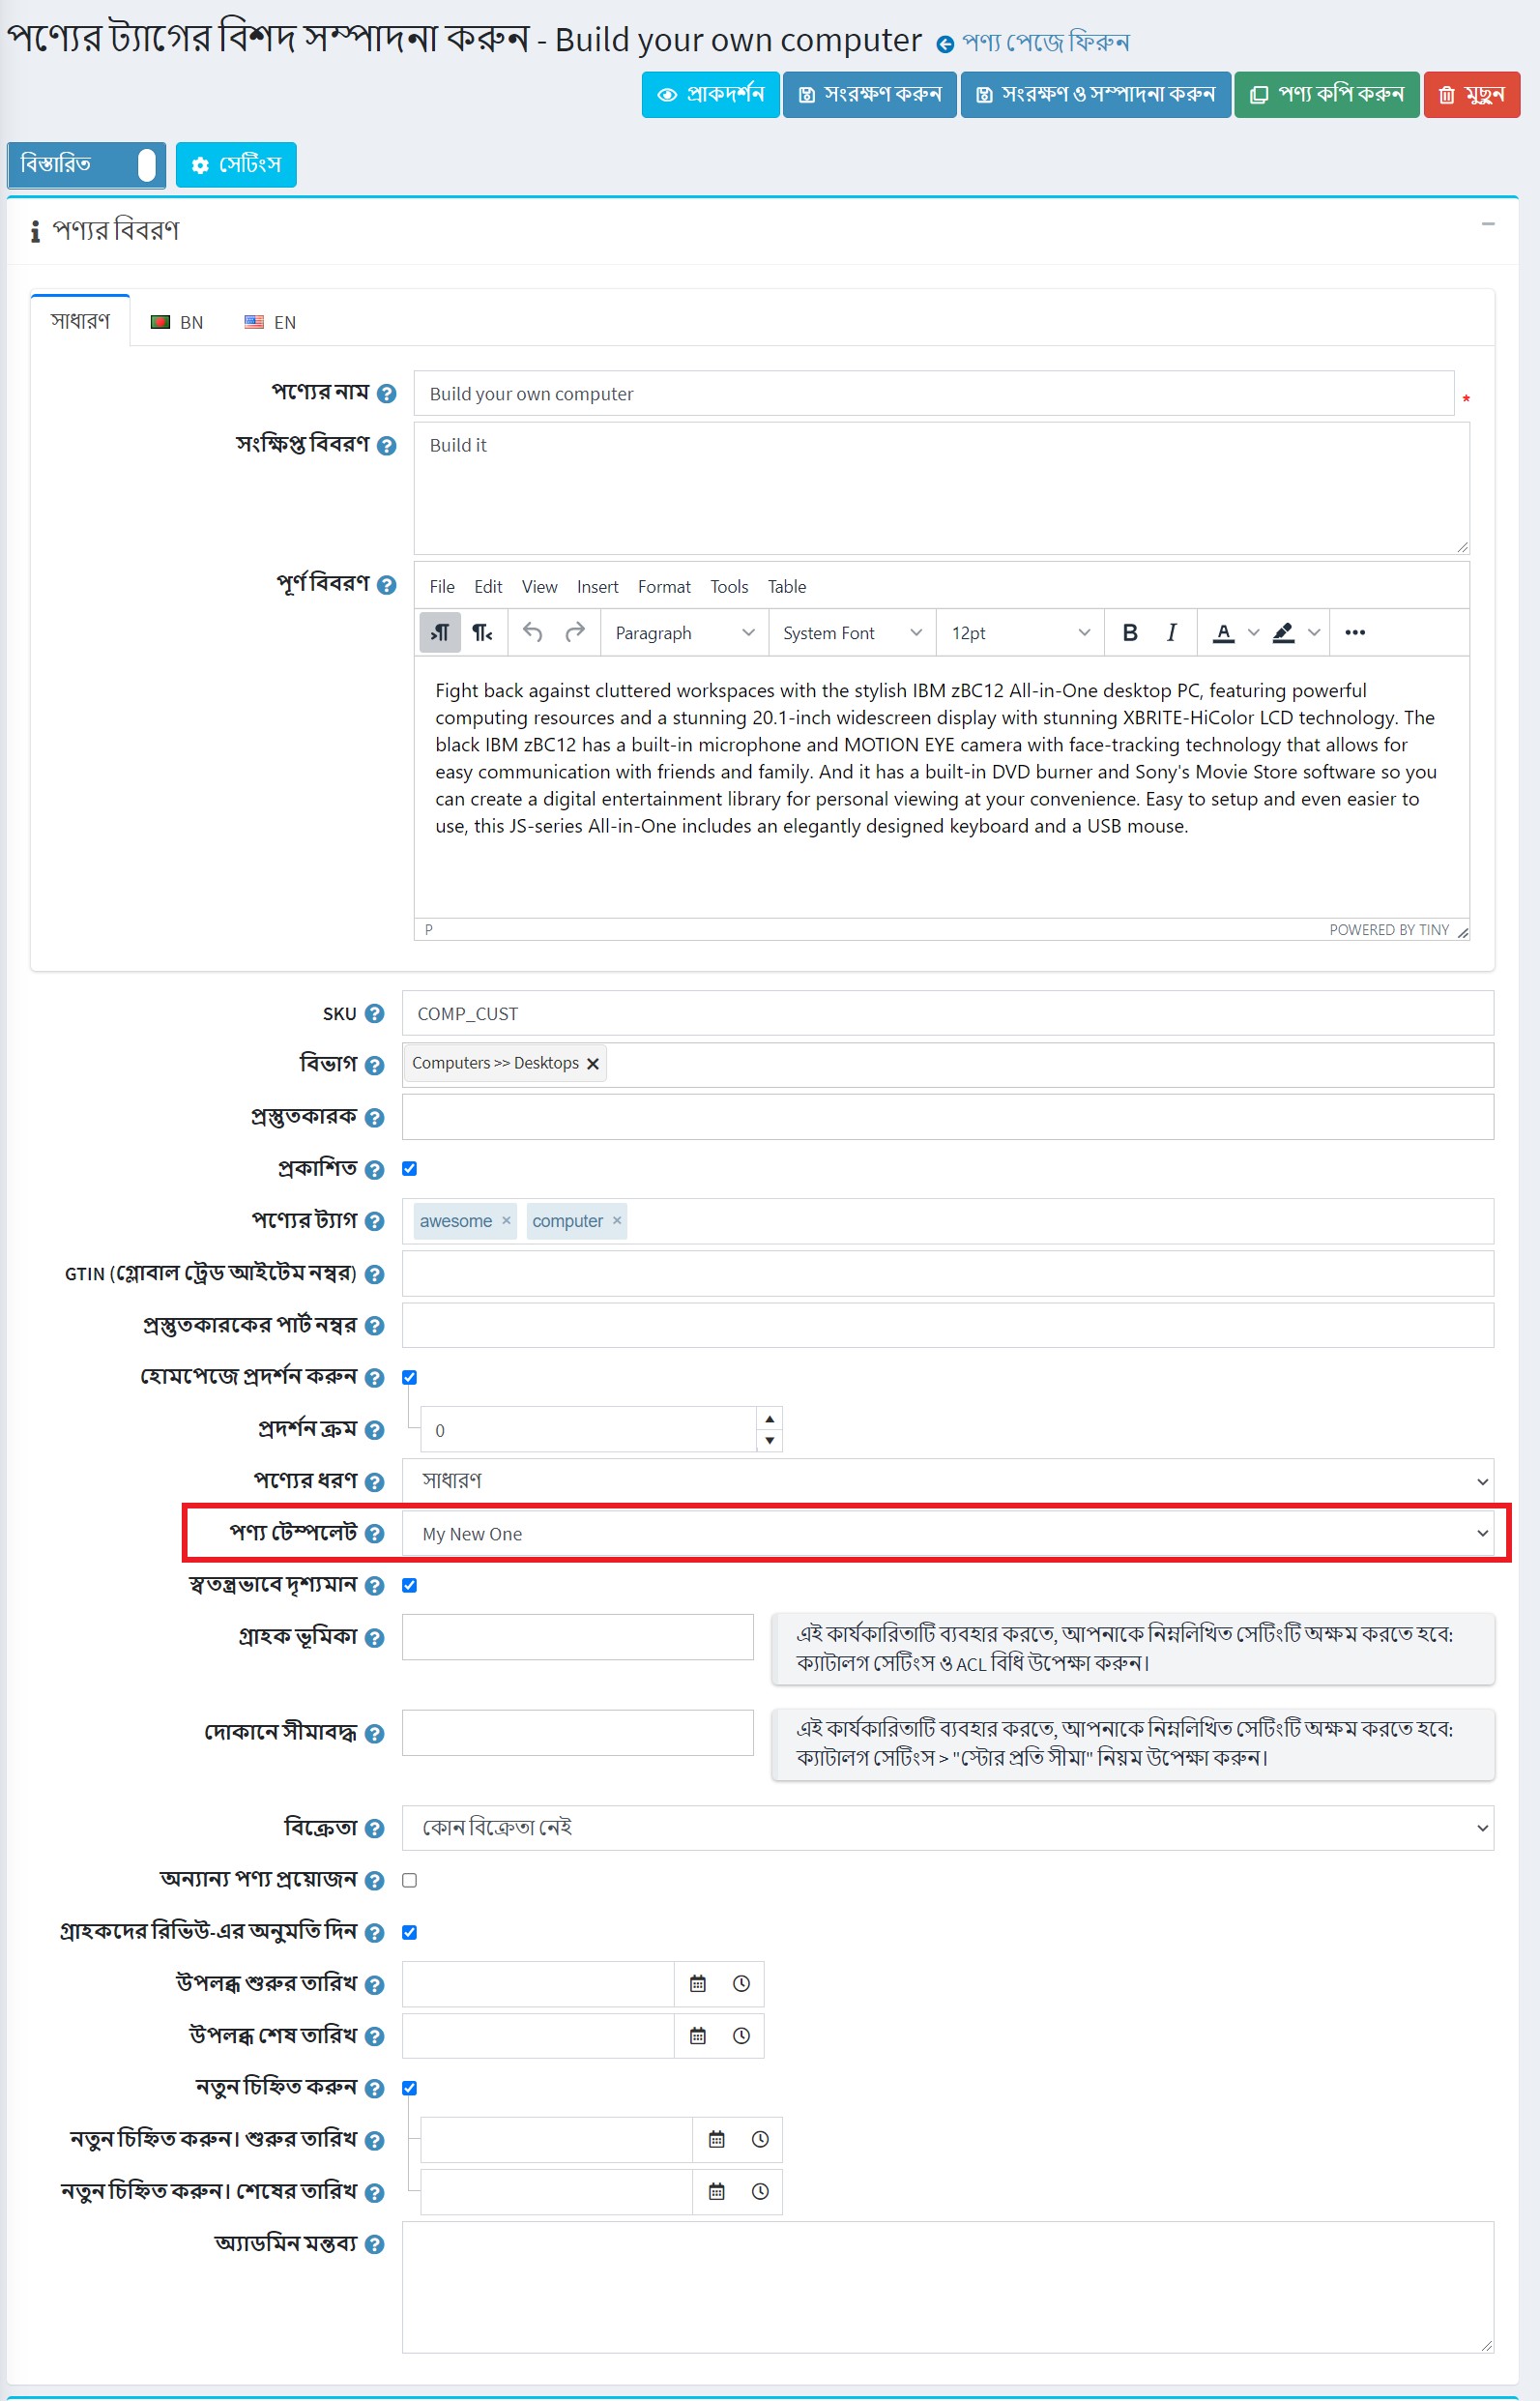 পণ্যের ট্যাগের বিশদ সম্পাদনা করুন - Build your own computer পণ্য পেজে ফিরুন
প্রাকদর্শন সংরক্ষণ করুন সংরক্ষণ ও সম্পাদনা করুন পণ্য কপি করুন মুছুন
বিস্তারিত সেটিংস
পণ্যর বিবরণ
সাধারণ BN EN
পণ্যের নাম Build your own computer *
সংক্ষিপ্ত বিবরণ Build it
পূর্ণ বিবরণ File Edit View Insert Format Tools Table
Paragraph System Font 12pt B I A
Fight back against cluttered workspaces with the stylish IBM zBC12 All-in-One desktop PC, featuring powerful
computing resources and a stunning 20.1-inch widescreen display with stunning XBRITE-HiColor LCD technology. The
black IBM zBC12 has a built-in microphone and MOTION EYE camera with face-tracking technology that allows for
easy communication with friends and family. And it has a built-in DVD burner and Sony's Movie Store software so you
can create a digital entertainment library for personal viewing at your convenience. Easy to setup and even easier to
use, this JS-series All-in-One includes an elegantly designed keyboard and a USB mouse.
P POWERED BY TINY
SKU COMP_CUST
বিভাগ Computers >> Desktops
প্রস্তুতকারক
প্রকাশিত
পণ্যের ট্যাগ awesome × computer ×
GTIN (গ্লোবাল ট্রেড আইটেম নম্বর)
প্রস্তুতকারকের পার্ট নম্বর
হোমপেজে প্রদর্শন করুন
প্রদর্শন ক্রম 0
পণ্যের ধরণ সাধারণ
পণ্য টেম্পলেট My New One
স্বতন্ত্রভাবে দৃশ্যমান
গ্রাহক ভূমিকা এই কার্যকারিতাটি ব্যবহার করতে, আপনাকে নিম্নলিখিত সেটিংটি অক্ষম করতে হবে:
ক্যাটালগ সেটিংস ও ACL বিধি উপেক্ষা করুন।
দোকানে সীমাবদ্ধ এই কার্যকারিতাটি ব্যবহার করতে, আপনাকে নিম্নলিখিত সেটিংটি অক্ষম করতে হবে:
ক্যাটালগ সেটিংস > "স্টোর প্রতি সীমা" নিয়ম উপেক্ষা করুন।
বিক্রেতা কোন বিক্রেতা নেই
অন্যান্য পণ্য প্রয়োজন
গ্রাহকদের রিভিউ-এর অনুমতি দিন
উপলব্ধ শুরুর তারিখ
উপলব্ধ শেষ তারিখ
নতুন চিহ্নিত করুন
নতুন চিহ্নিত করুন। শুরুর তারিখ
নতুন চিহ্নিত করুন। শেষের তারিখ
অ্যাডমিন মন্তব্য